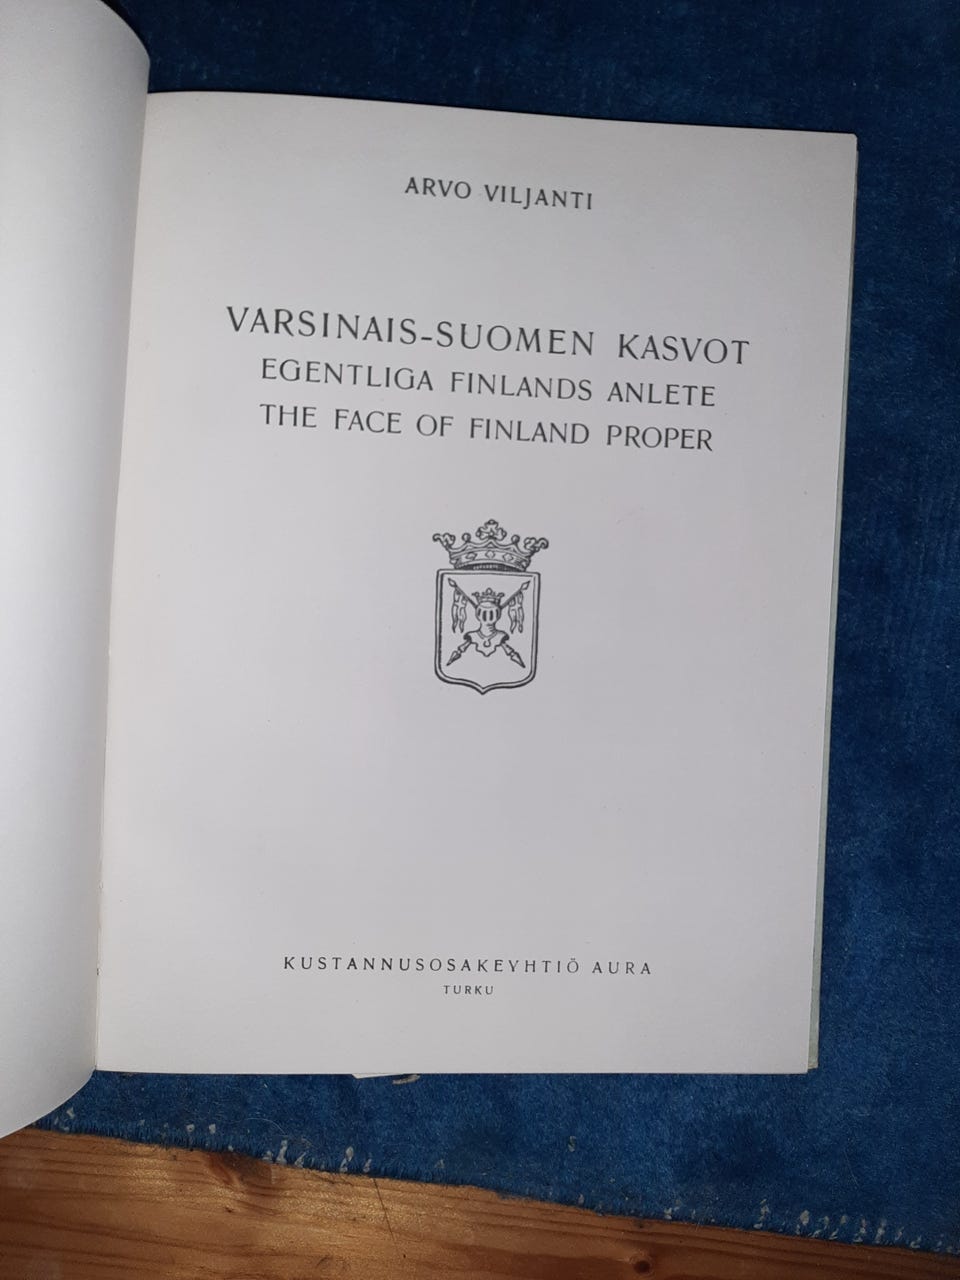 ARVO VILJANTI
VARSINAIS-SUOMEN KASVOT
EGENTLIGA FINLANDS ANLETE
THE FACE OF FINLAND PROPER
KUSTANNUSOSAKEYHTIÖ AURA
TURKU